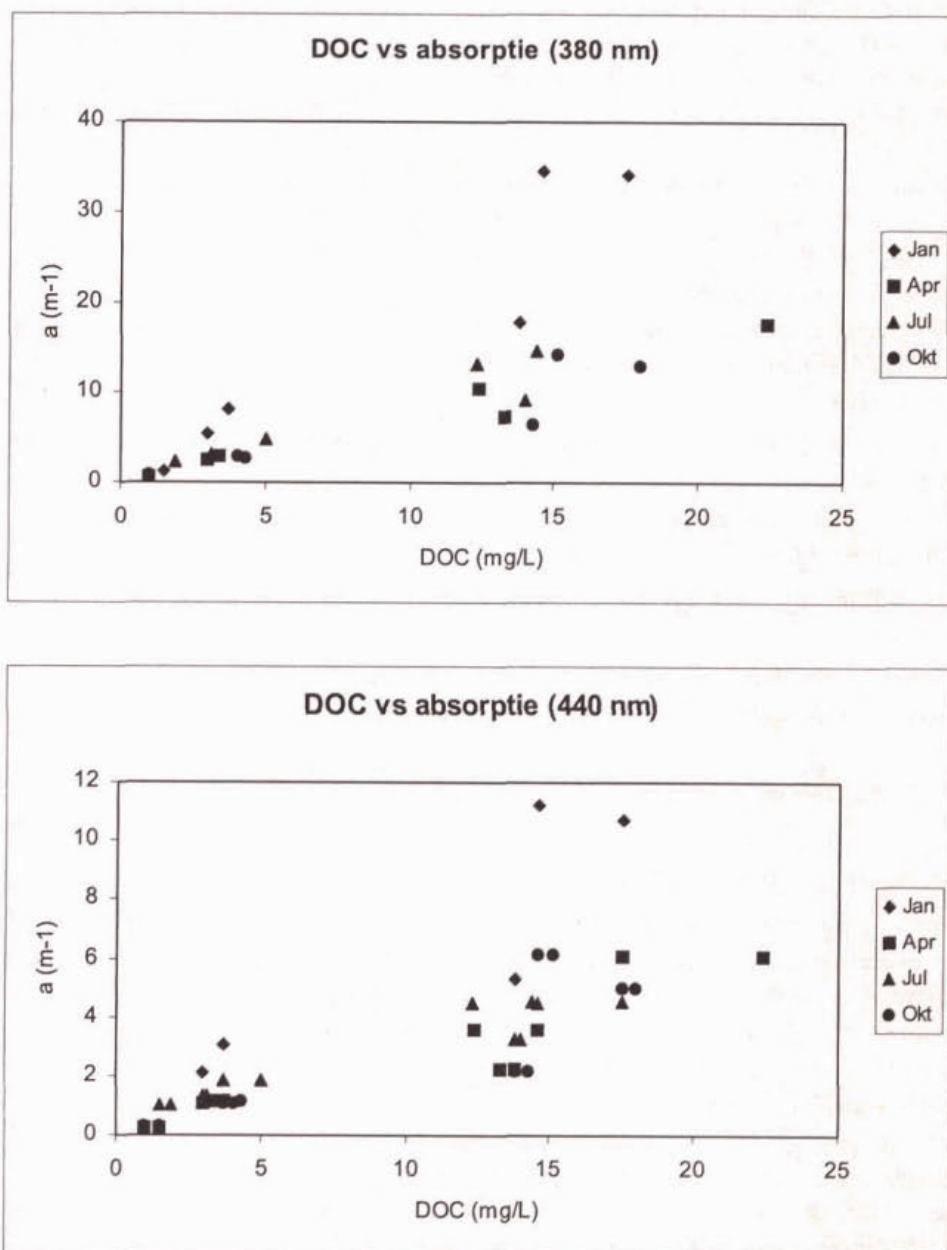 DOC vs absorptie (380 nm)
40
30
20
10
0
a (m-1)
0 5 10 15 20 25
DOC (mg/L)
Jan
Apr
Jul
Okt
DOC vs absorptie (440 nm)
12
10
8
6
4
2
0
a (m-1)
0 5 10 15 20 25
DOC (mg/L)
Jan
Apr
Jul
Okt